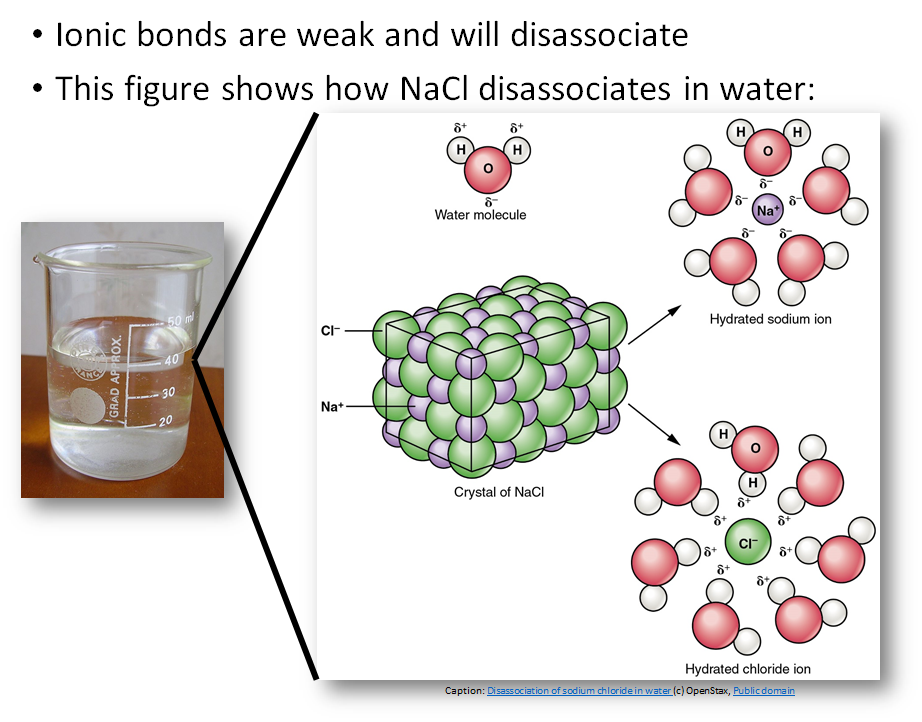 • Ionic bonds are weak and will disassociate
• This figure shows how NaCl disassociates in water:
δ⁺ δ⁺
H H
O
δ⁻
Water molecule
H H
O
δ⁻
δ⁻ Na⁺ δ⁻
δ⁻ δ⁻
Hydrated sodium ion
50 ml
40
30
20
GRAD APPROX.
Cl⁻
Na⁺
Crystal of NaCl
H O
H
δ⁺
δ⁺ δ⁺
Cl⁻
δ⁺ δ⁺
δ⁺ δ⁺
Hydrated chloride ion
Caption: Disassociation of sodium chloride in water (c) OpenStax, Public domain